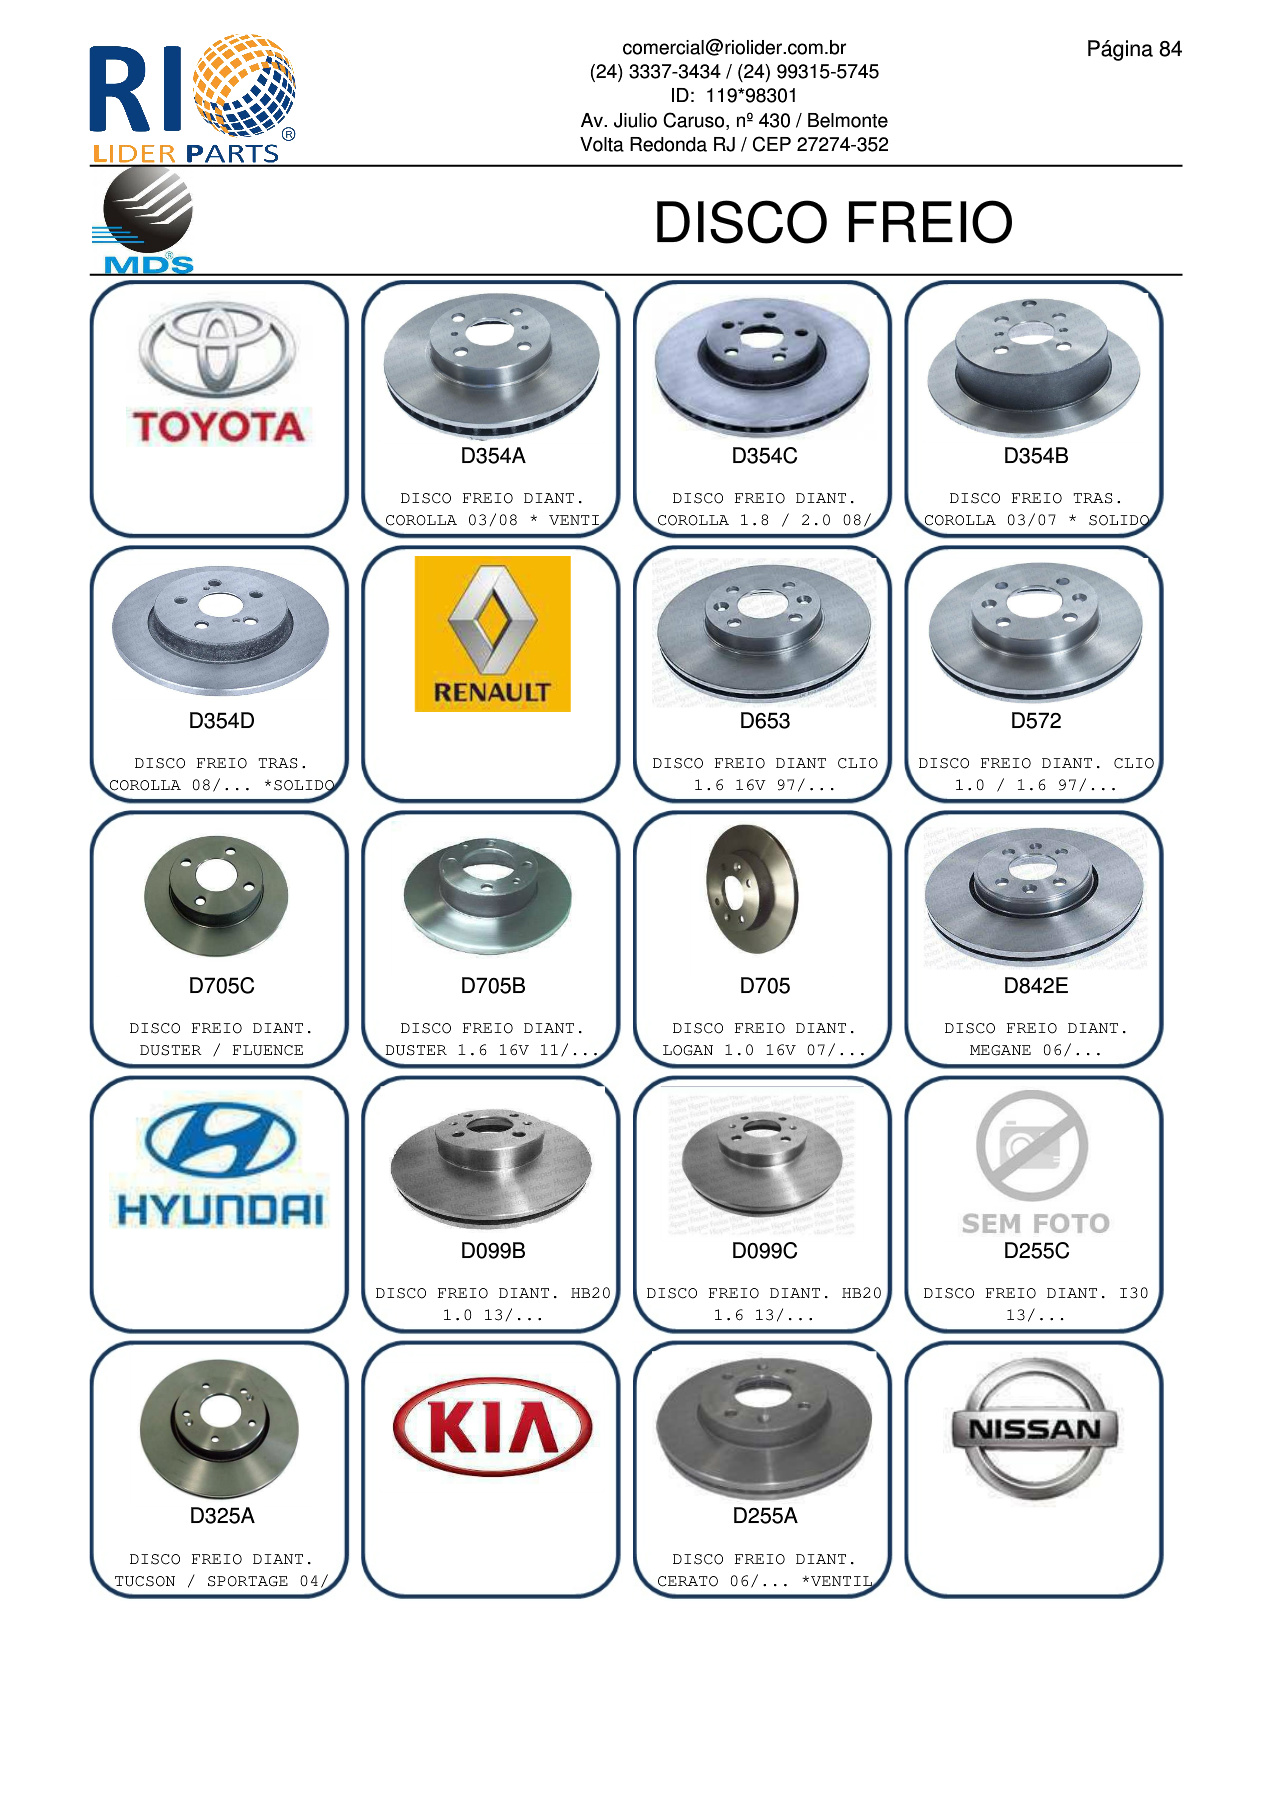 RIO
LIDER PARTS
®
comercial@riolider.com.br
(24) 3337-3434 / (24) 99315-5745
ID: 119*98301
Av. Jiulio Caruso, nº 430 / Belmonte
Volta Redonda RJ / CEP 27274-352
Página 84
MDS
®
DISCO FREIO
TOYOTA
D354A
DISCO FREIO DIANT.
COROLLA 03/08 * VENTI
D354C
DISCO FREIO DIANT.
COROLLA 1.8 / 2.0 08/
D354B
DISCO FREIO TRAS.
COROLLA 03/07 * SOLIDO
D354D
DISCO FREIO TRAS.
COROLLA 08/... *SOLIDO
RENAULT
D653
DISCO FREIO DIANT CLIO
1.6 16V 97/...
D572
DISCO FREIO DIANT. CLIO
1.0 / 1.6 97/...
D705C
DISCO FREIO DIANT.
DUSTER / FLUENCE
D705B
DISCO FREIO DIANT.
DUSTER 1.6 16V 11/...
D705
DISCO FREIO DIANT.
LOGAN 1.0 16V 07/...
D842E
DISCO FREIO DIANT.
MEGANE 06/...
HYUNDAI
D099B
DISCO FREIO DIANT. HB20
1.0 13/...
D099C
DISCO FREIO DIANT. HB20
1.6 13/...
SEM FOTO
D255C
DISCO FREIO DIANT. I30
13/...
D325A
DISCO FREIO DIANT.
TUCSON / SPORTAGE 04/
KIA
D255A
DISCO FREIO DIANT.
CERATO 06/... *VENTIL
NISSAN